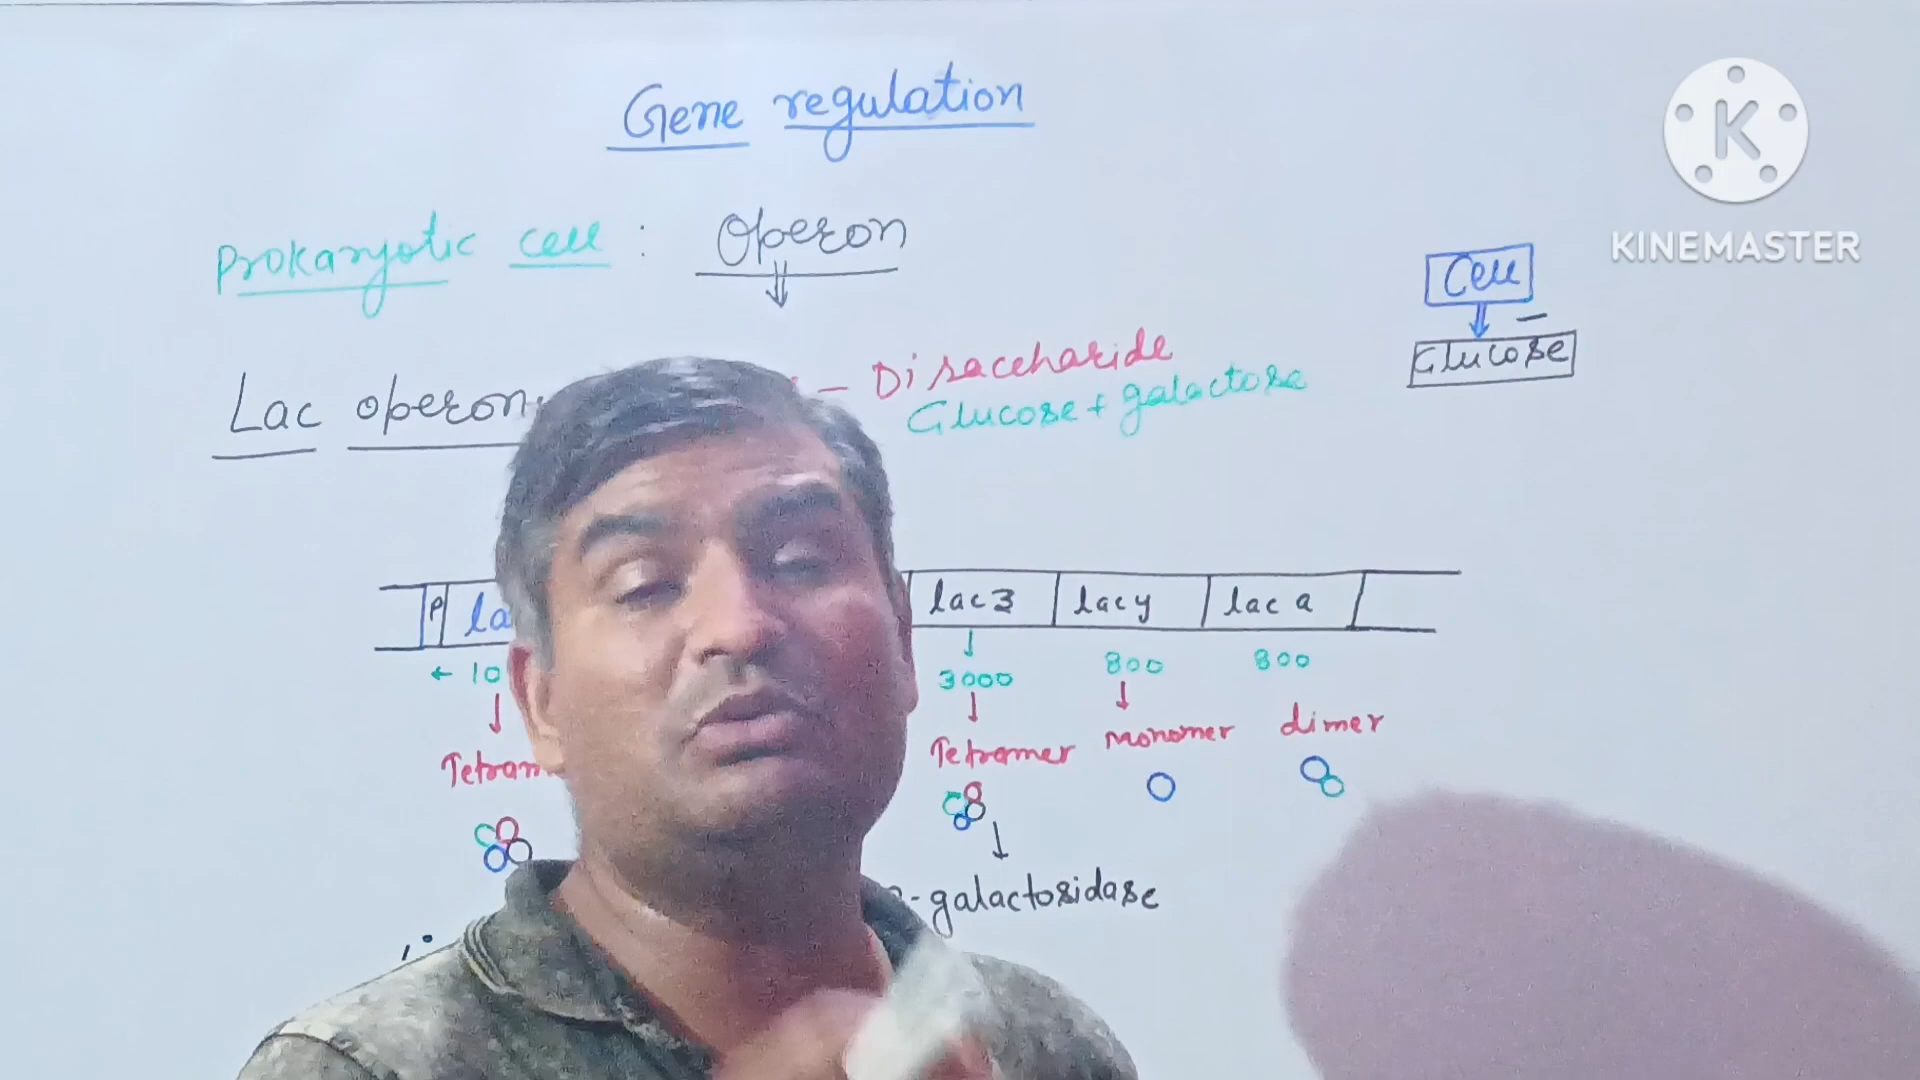 Gene regulation
K
KINEMASTER
Prokaryotic cell : Operon
Cell
Glucose
– Disaccharide
Lac operon
Glucose + galactose
P
lac z lac y lac a
← 10
3000 800 800
Tetramer monomer dimer
-galactosidase